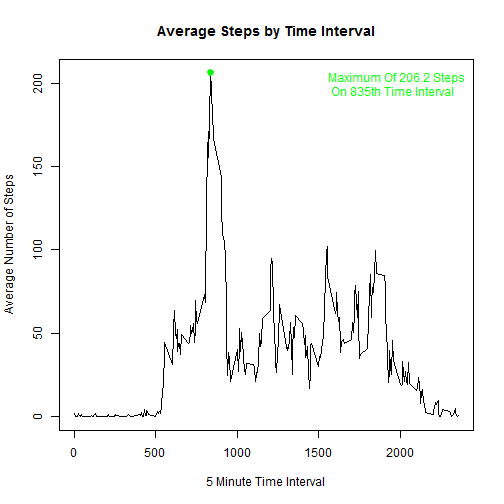 Average Steps by Time Interval
Maximum Of 206.2 Steps
On 835th Time Interval
Average Number of Steps
200
150
100
50
0
0 500 1000 1500 2000
5 Minute Time Interval